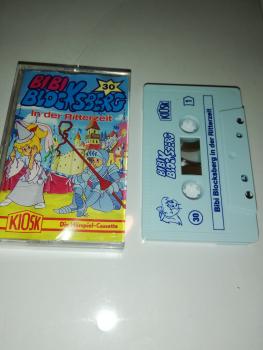 BIBI
BLOCKSBERG
30
in der Ritterzeit
KIOSK
Die Hörspiel-Cassette
KIOSK
1
BIBI
BLOCKSBERG
30
Bibi Blocksberg in der Ritterzeit